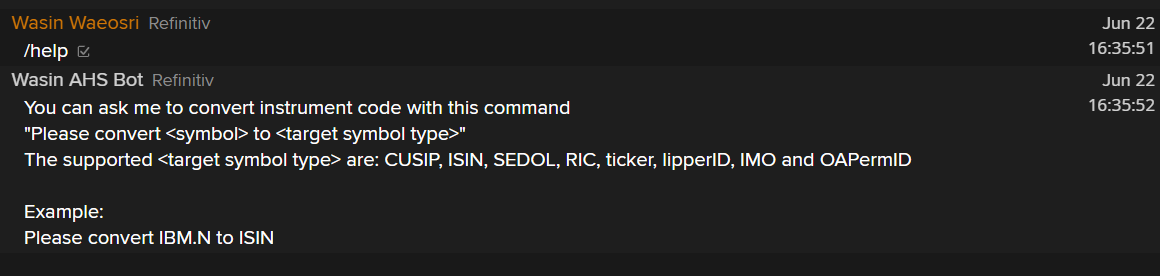 Wasin Waeosri Refinitiv Jun 22
/help 16:35:51
Wasin AHS Bot Refinitiv Jun 22
You can ask me to convert instrument code with this command 16:35:52
"Please convert <symbol> to <target symbol type>"
The supported <target symbol type> are: CUSIP, ISIN, SEDOL, RIC, ticker, lipperID, IMO and OAPermID
Example:
Please convert IBM.N to ISIN